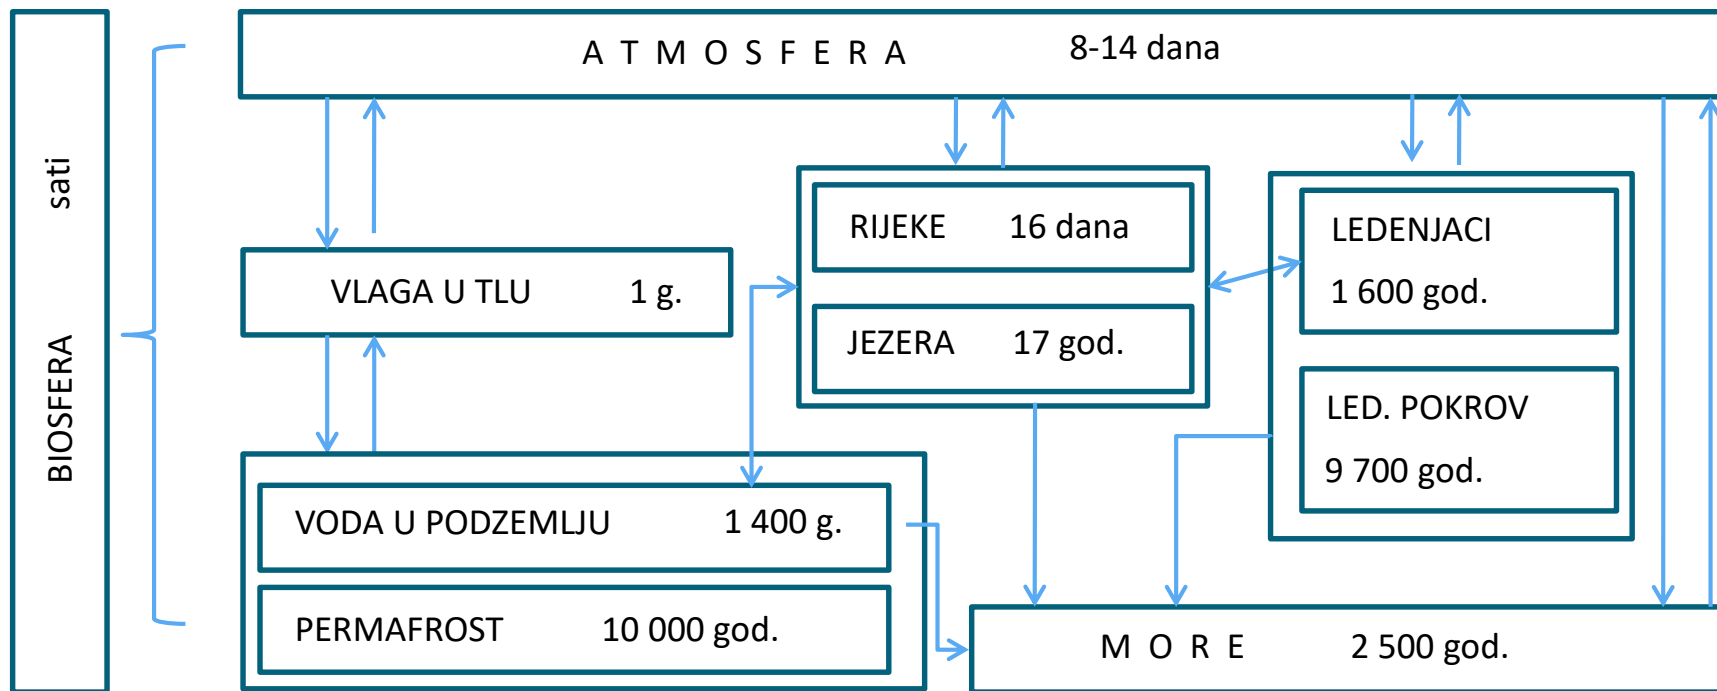 A T M O S F E R A 8-14 dana
BIOSFERA sati
RIJEKE 16 dana
LEDENJACI
1 600 god.
VLAGA U TLU 1 g.
JEZERA 17 god.
LED. POKROV
9 700 god.
VODA U PODZEMLJU 1 400 g.
PERMAFROST 10 000 god.
M O R E 2 500 god.